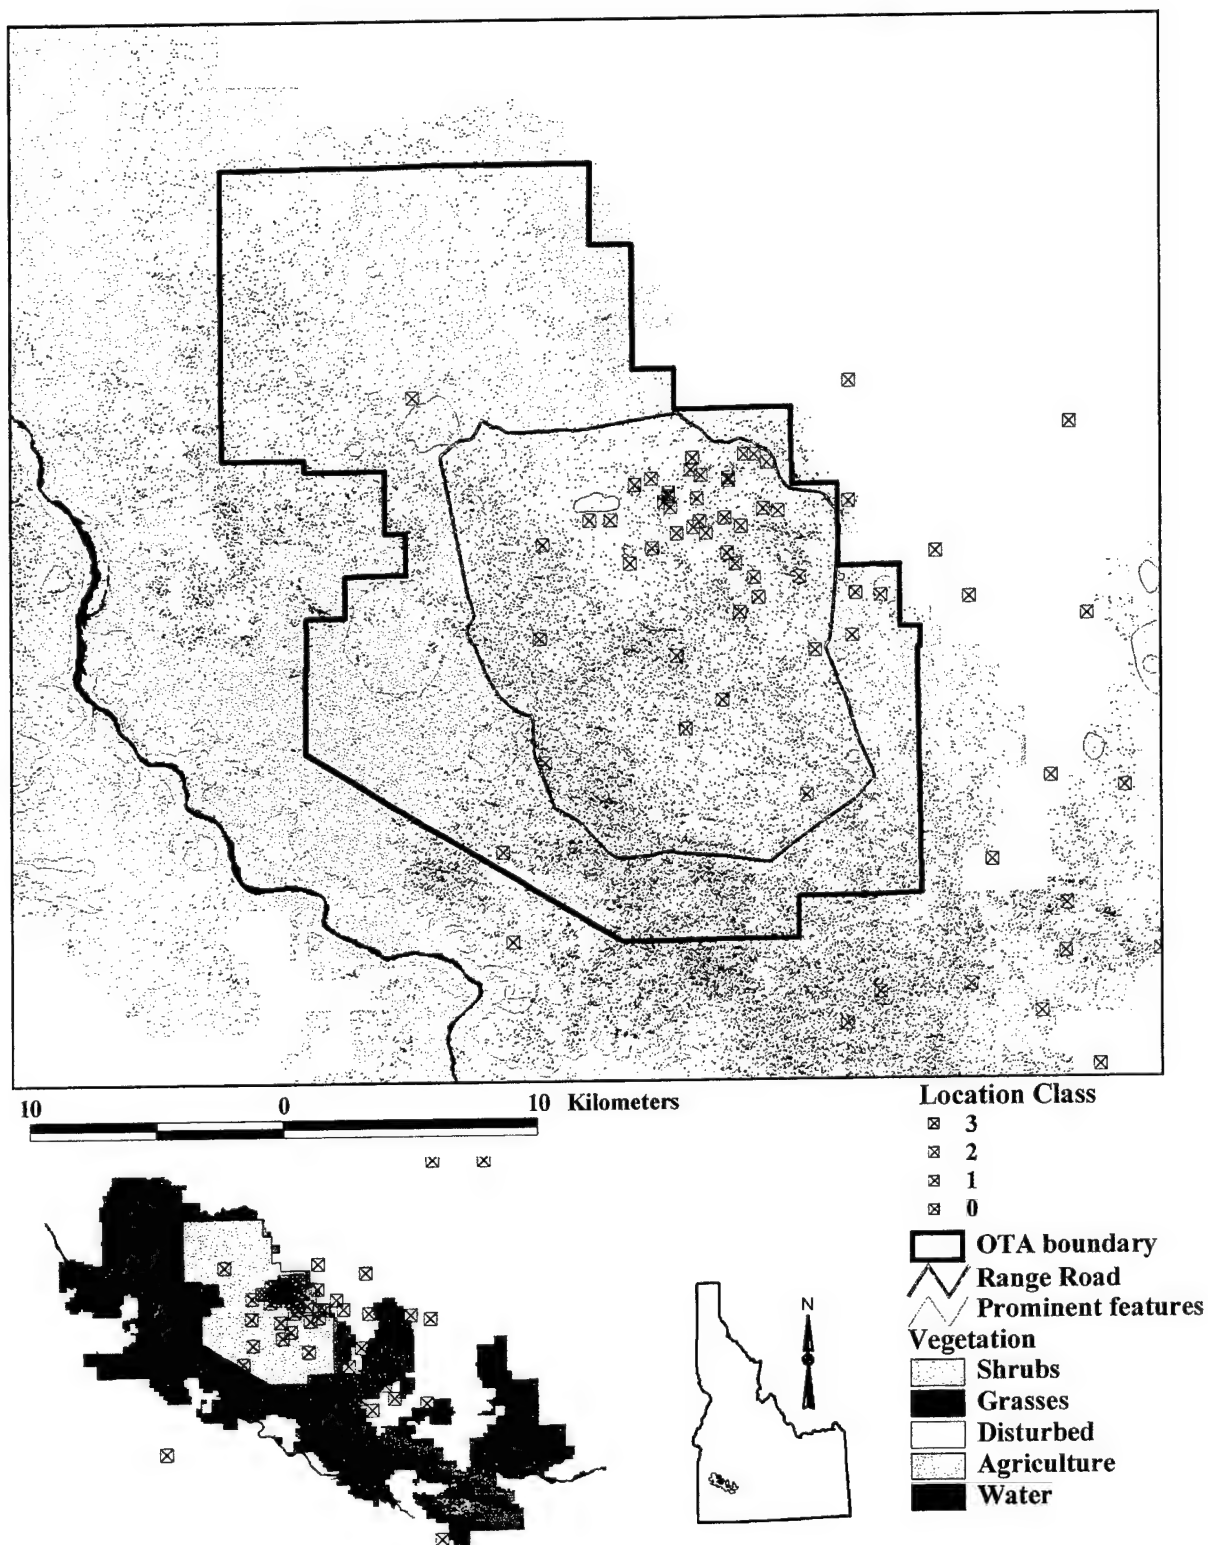 10 0 10 Kilometers
Location Class
3
2
1
0
OTA boundary
Range Road
Prominent features
Vegetation
Shrubs
Grasses
Disturbed
Agriculture
Water
N